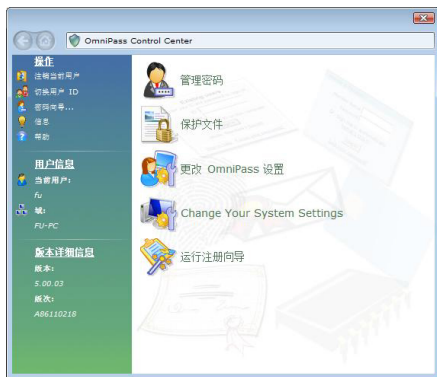 OmniPass Control Center
操作
注销当前用户
切换用户 ID
密码向导...
信息
帮助
用户信息
当前用户:
fu
域:
FU-PC
版本详细信息
版本:
5.00.03
版次:
A86110218
管理密码
保护文件
更改 OmniPass 设置
Change Your System Settings
运行注册向导